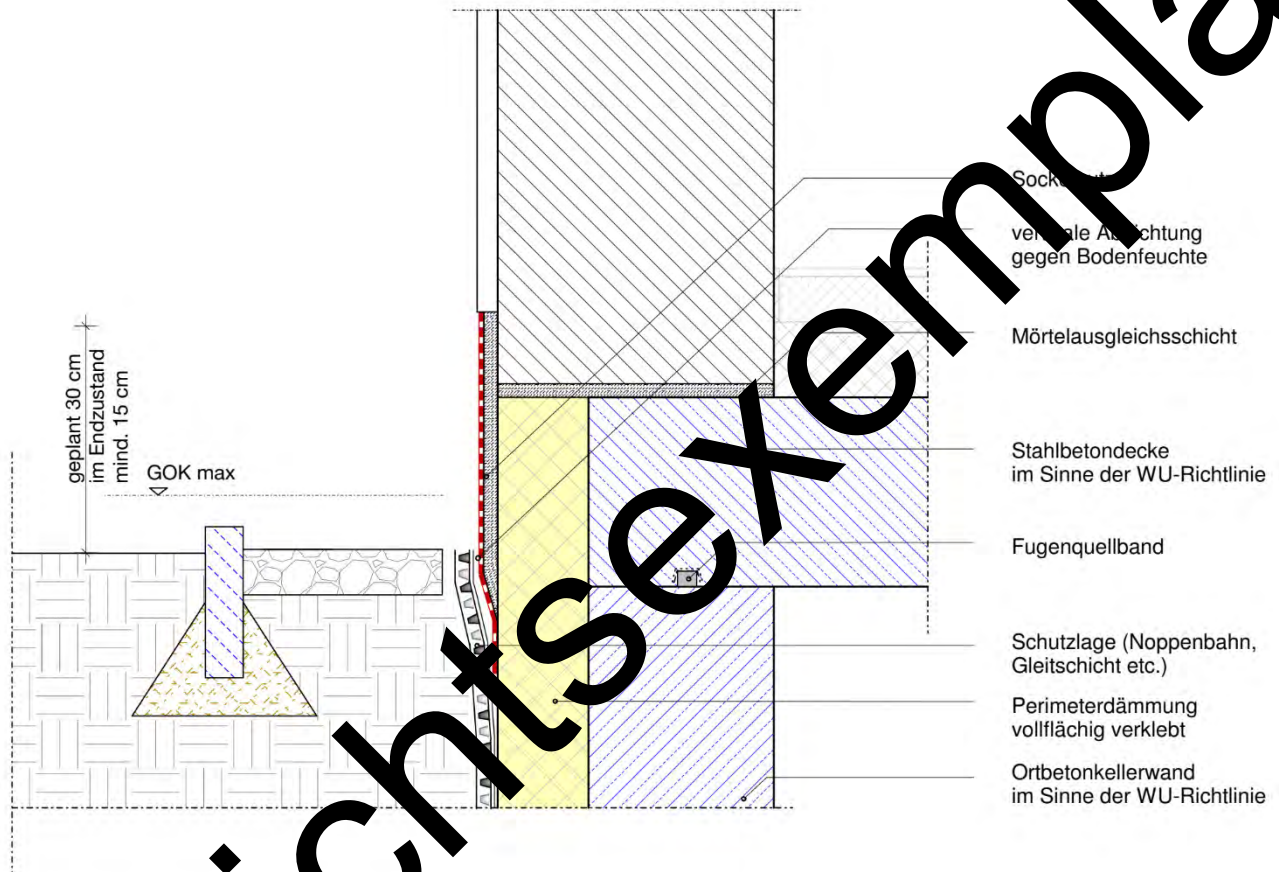 geplant 30 cm
im Endzustand
mind. 15 cm
GOK max
gegen Bodenfeuchte
Mörtelausgleichsschicht
Stahlbetondecke
im Sinne der WU-Richtlinie
Fugenquellband
Schutzlage (Noppenbahn,
Gleitschicht etc.)
Perimeterdämmung
vollflächig verklebt
Ortbetonkellerwand
im Sinne der WU-Richtlinie